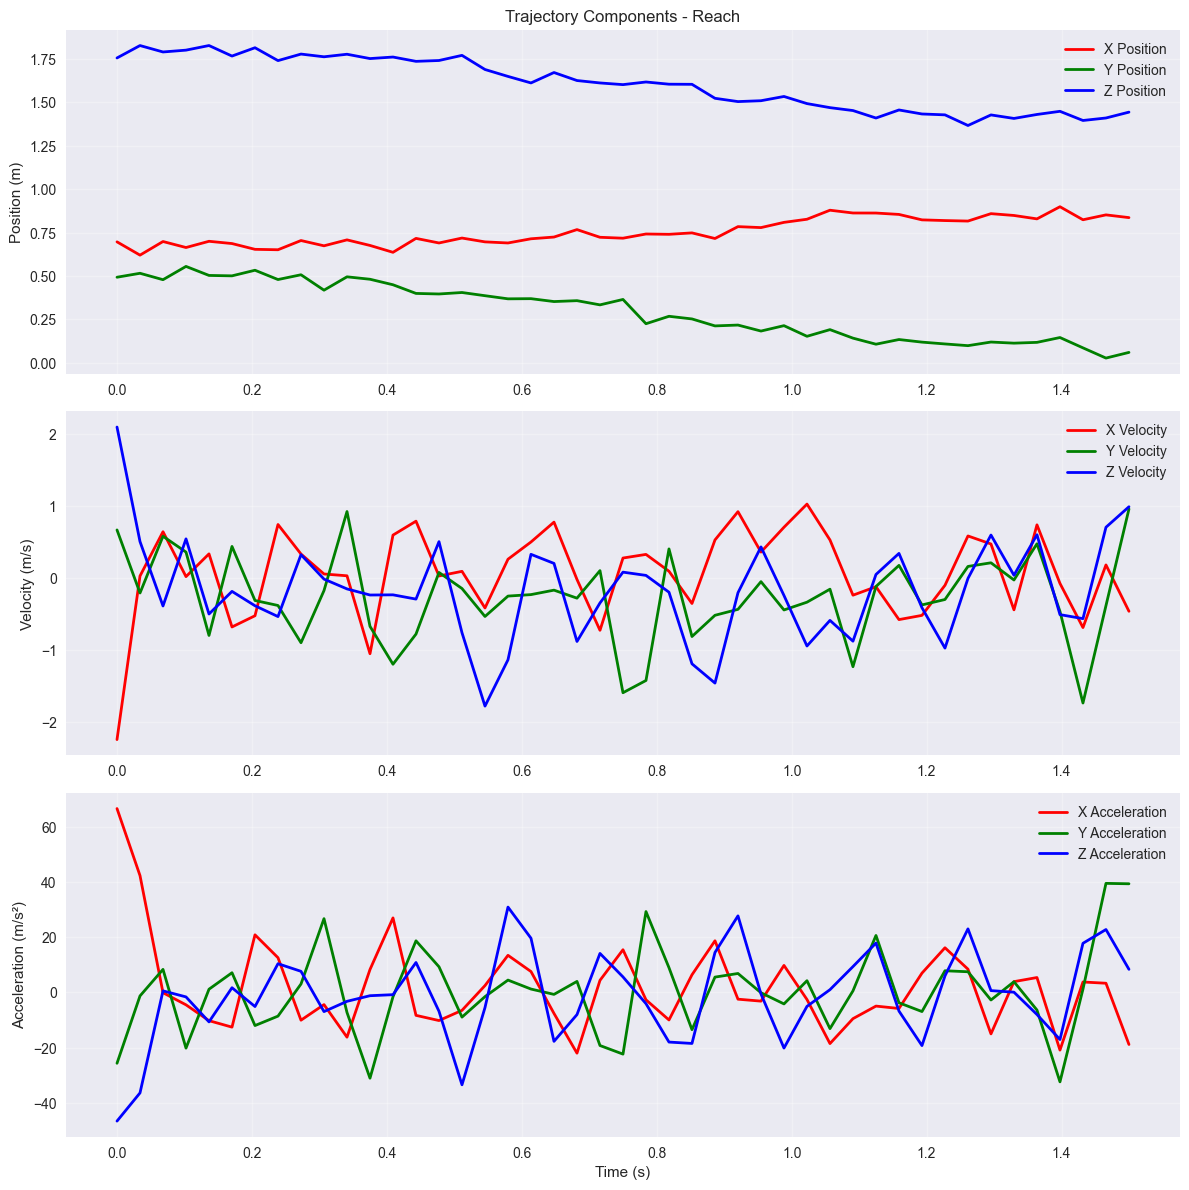 Trajectory Components - Reach
Position (m)
1.75
1.50
1.25
1.00
0.75
0.50
0.25
0.00
X Position
Y Position
Z Position
0.0 0.2 0.4 0.6 0.8 1.0 1.2 1.4
Velocity (m/s)
2
1
0
−1
−2
X Velocity
Y Velocity
Z Velocity
0.0 0.2 0.4 0.6 0.8 1.0 1.2 1.4
Acceleration (m/s²)
60
40
20
0
−20
−40
X Acceleration
Y Acceleration
Z Acceleration
0.0 0.2 0.4 0.6 0.8 1.0 1.2 1.4
Time (s)